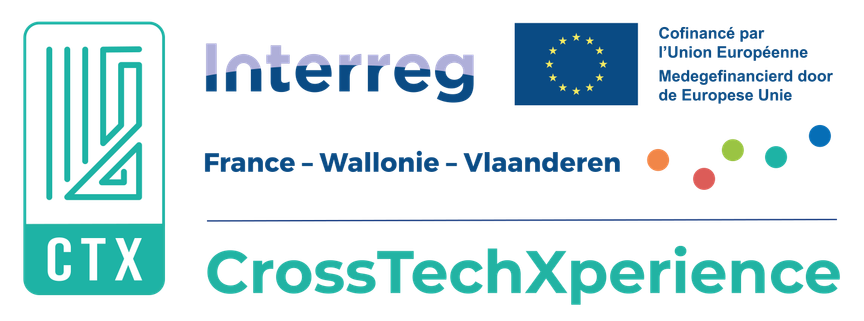 CTX
Interreg
Cofinancé par
l'Union Européenne
Medegefinancierd door
de Europese Unie
France – Wallonie – Vlaanderen
CrossTechXperience